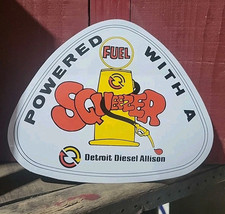 POWERED WITH A
FUEL
SQUEEZER
Detroit Diesel Allison